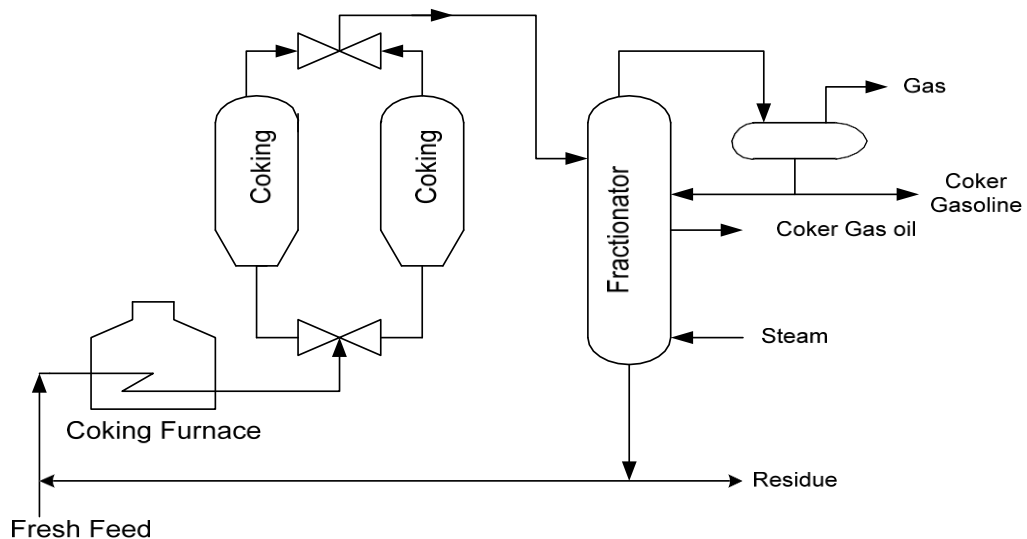 Gas
Coking
Coking
Coker
Gasoline
Coker Gas oil
Fractionator
Steam
Coking Furnace
Residue
Fresh Feed